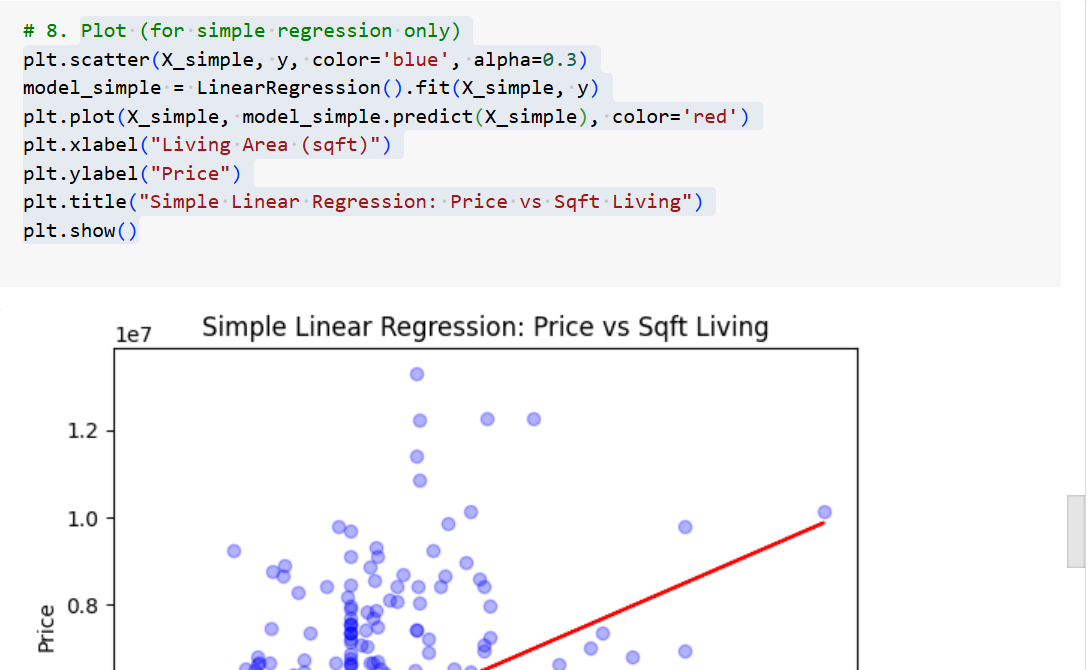 # 8. Plot (for simple regression only)
plt.scatter(X_simple, y, color='blue', alpha=0.3)
model_simple = LinearRegression().fit(X_simple, y)
plt.plot(X_simple, model_simple.predict(X_simple), color='red')
plt.xlabel("Living Area (sqft)")
plt.ylabel("Price")
plt.title("Simple Linear Regression: Price vs Sqft Living")
plt.show()
Simple Linear Regression: Price vs Sqft Living
1e7
1.2
1.0
0.8
Price